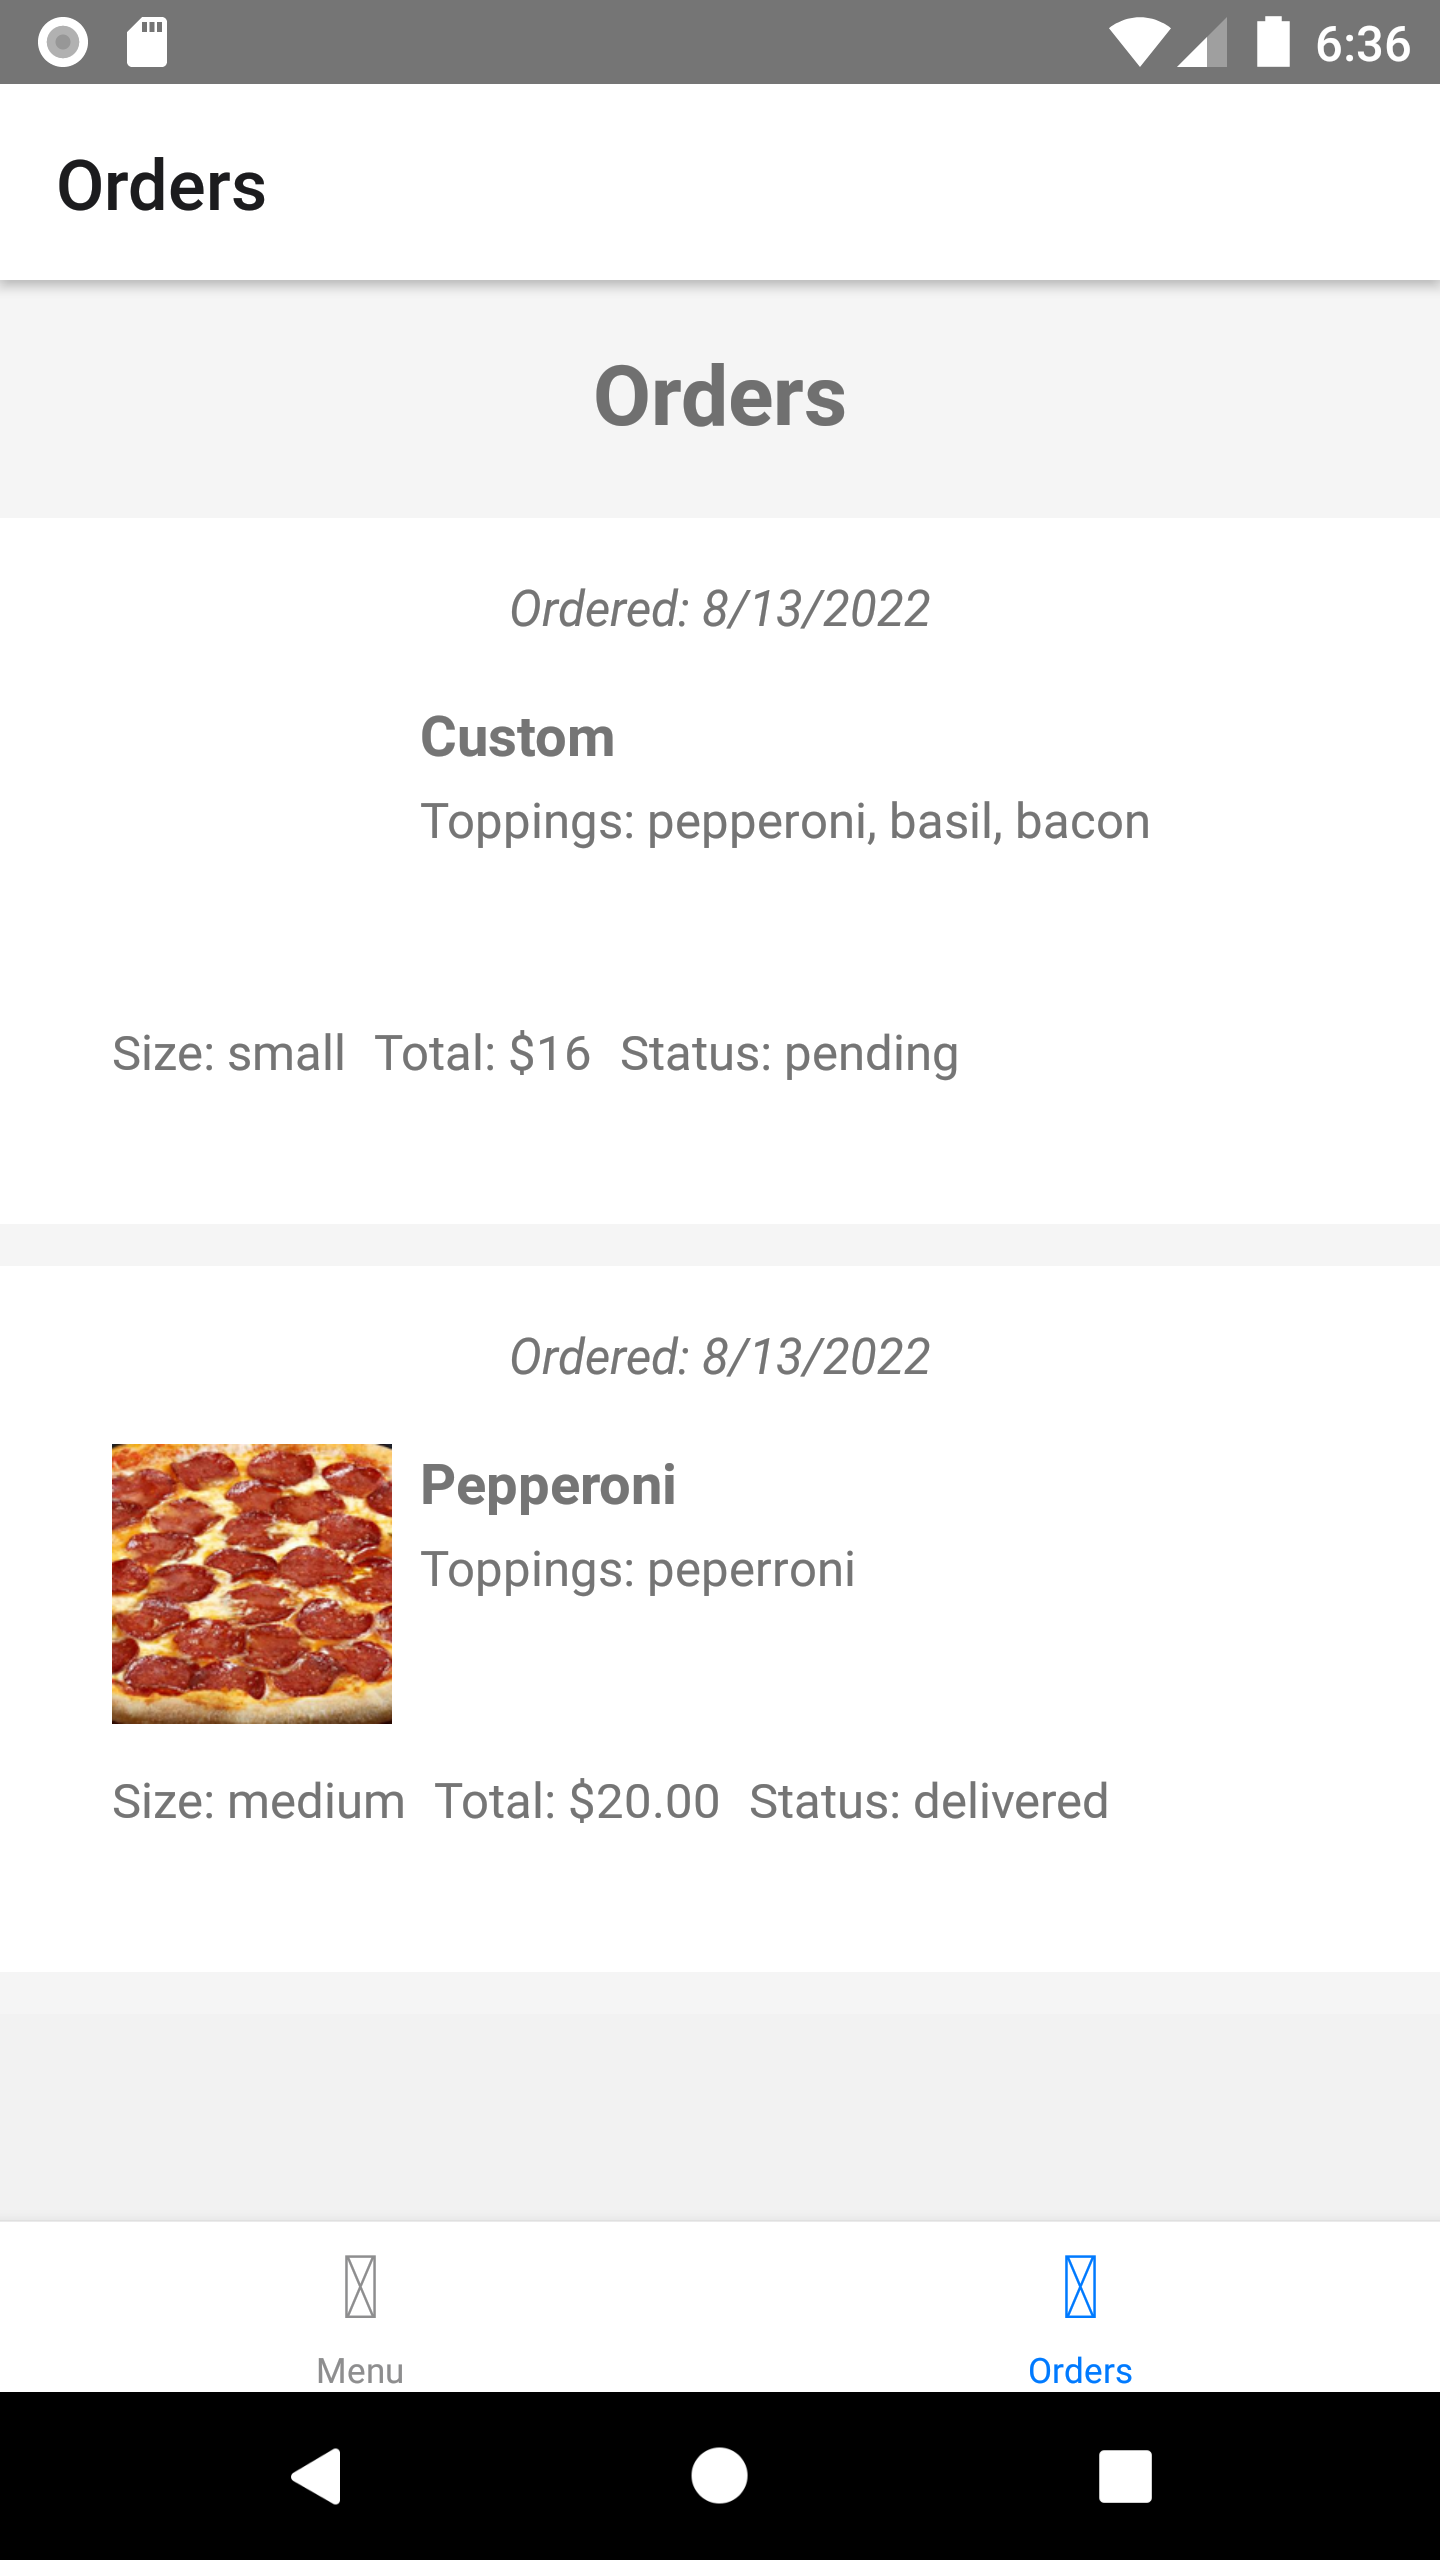 6:36
Orders
Orders
Ordered: 8/13/2022
Custom
Toppings: pepperoni, basil, bacon
Size: small Total: $16 Status: pending
Ordered: 8/13/2022
Pepperoni
Toppings: peperroni
Size: medium Total: $20.00 Status: delivered
Menu
Orders